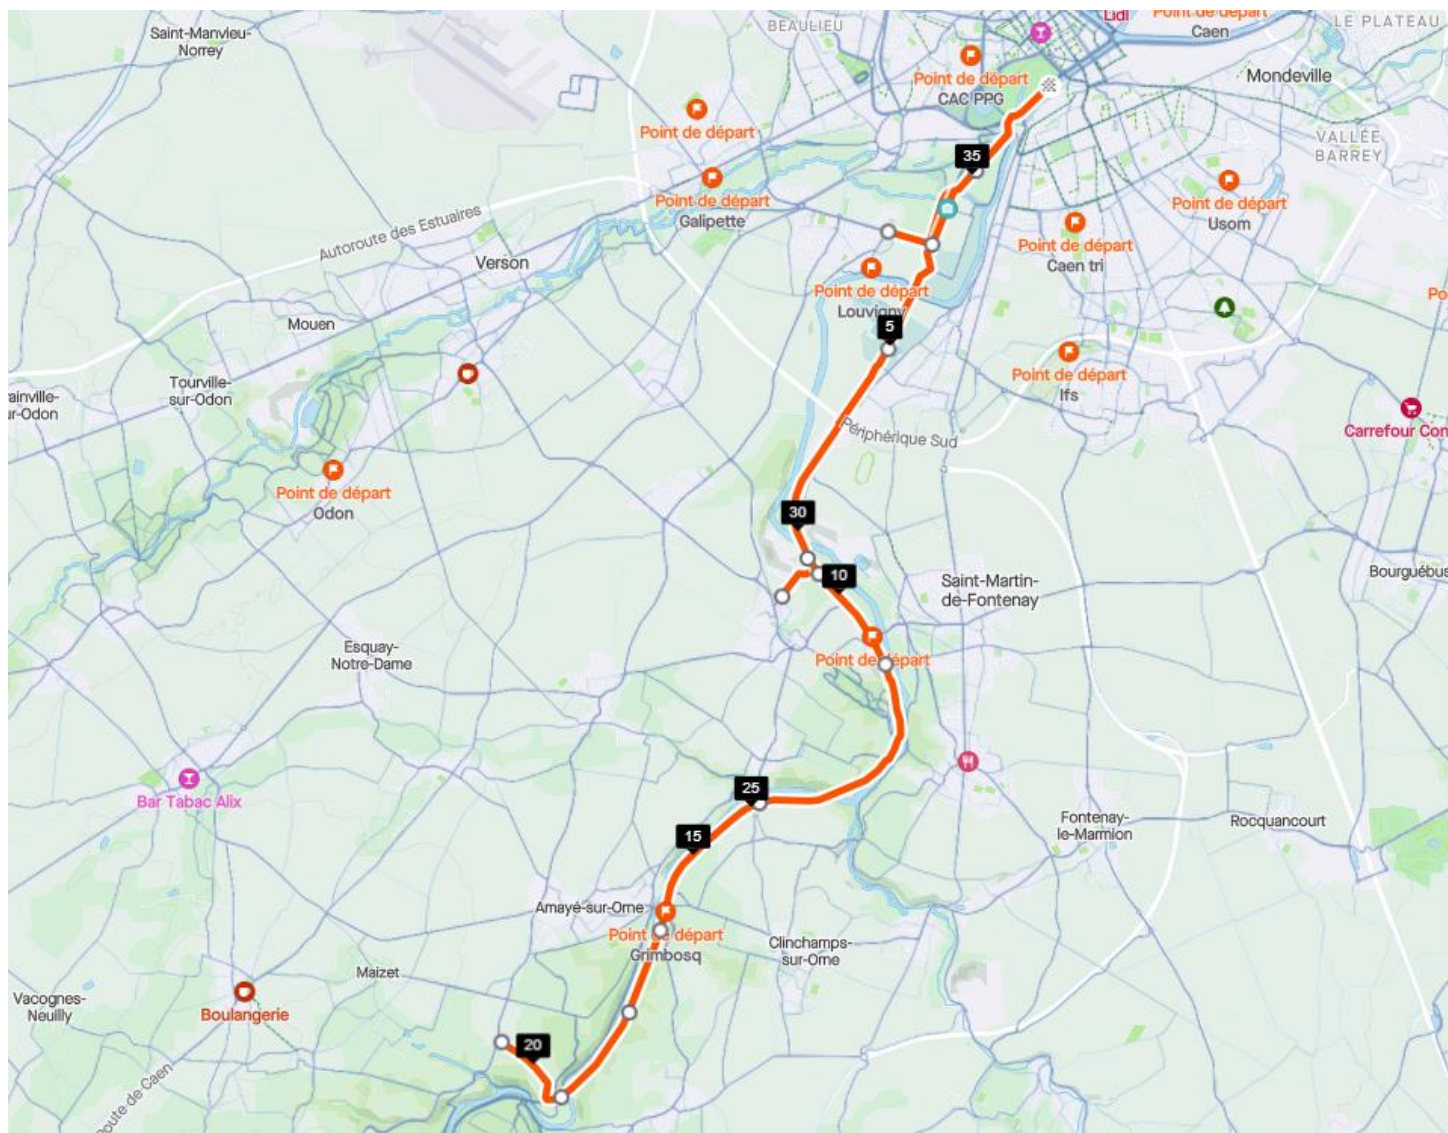 BEAULIEU
Lidl
Point de départ
Caen
LE PLATEAU
Saint-Manvieu-
Norrey
Point de départ
CAC PPG
Mondeville
Point de départ
VALLÉE
BARREY
35
Point de départ
Galipette
Point de départ
Usom
Autoroute des Estuaires
Point de départ
Caen tri
Verson
Point de départ
Louvigny
Po
Mouen
5
Point de départ
Ifs
Tourville-
sur-Odon
rainville-
ur-Odon
Périphérique Sud
Carrefour Con
Point de départ
Odon
30
10
Saint-Martin-
de-Fontenay
Bourguébus
Esquay-
Notre-Dame
Point de départ
Bar Tabac Alix
25
15
Fontenay-
le-Marmion
Rocquancourt
Amayé-sur-Orne
Point de départ
Grimbosq
Clinchamps-
sur-Orne
Maizet
Vacognes-
Neuilly
Boulangerie
20
oute de Caen